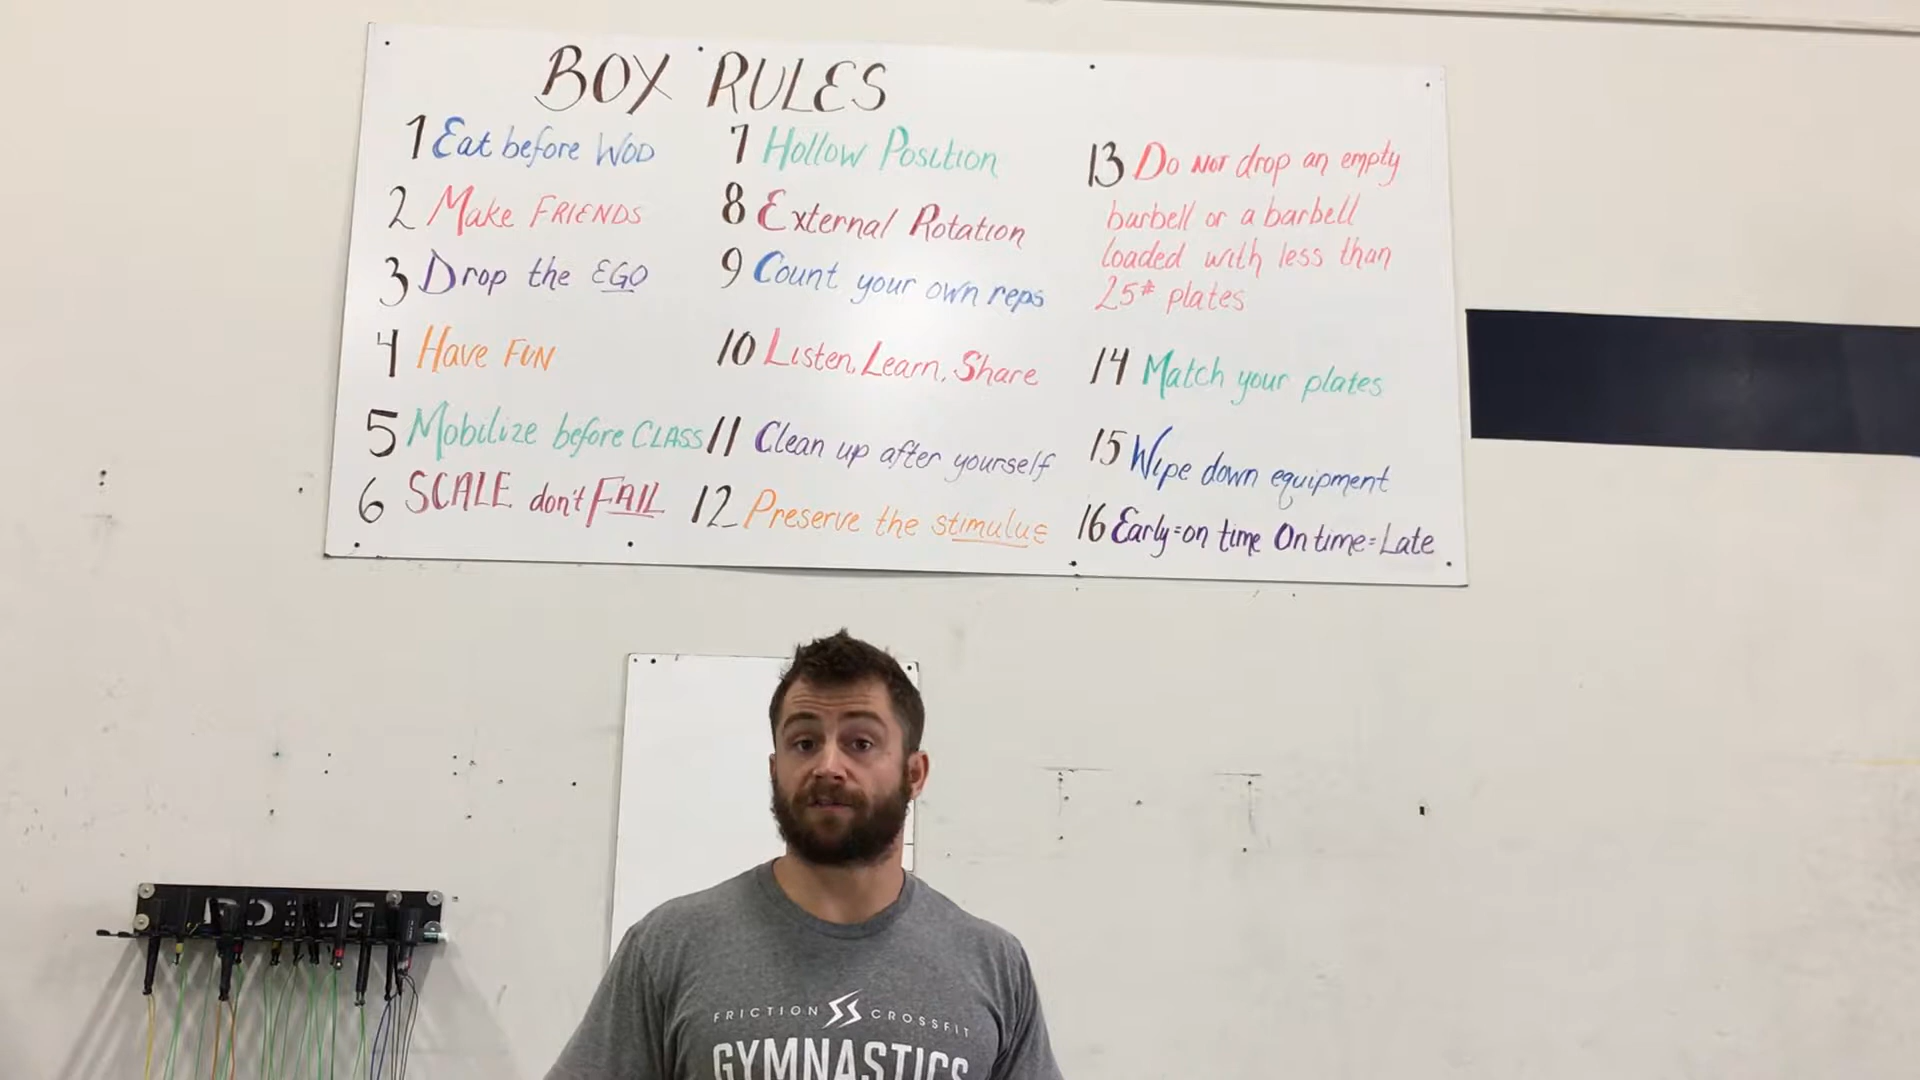 BOX RULES
1 Eat before WOD
2 Make FRIENDS
3 Drop the EGO
4 Have FUN
5 Mobilize before CLASS
6 SCALE don't FAIL
7 Hollow Position
8 External Rotation
9 Count your own reps
10 Listen, Learn, Share
11 Clean up after yourself
12 Preserve the stimulus
13 Do NOT drop an empty
barbell or a barbell
loaded with less than
25# plates
14 Match your plates
15 Wipe down equipment
16 Early=on time On time=Late
ROGUE
FRICTION CROSSFIT
GYMNASTICS